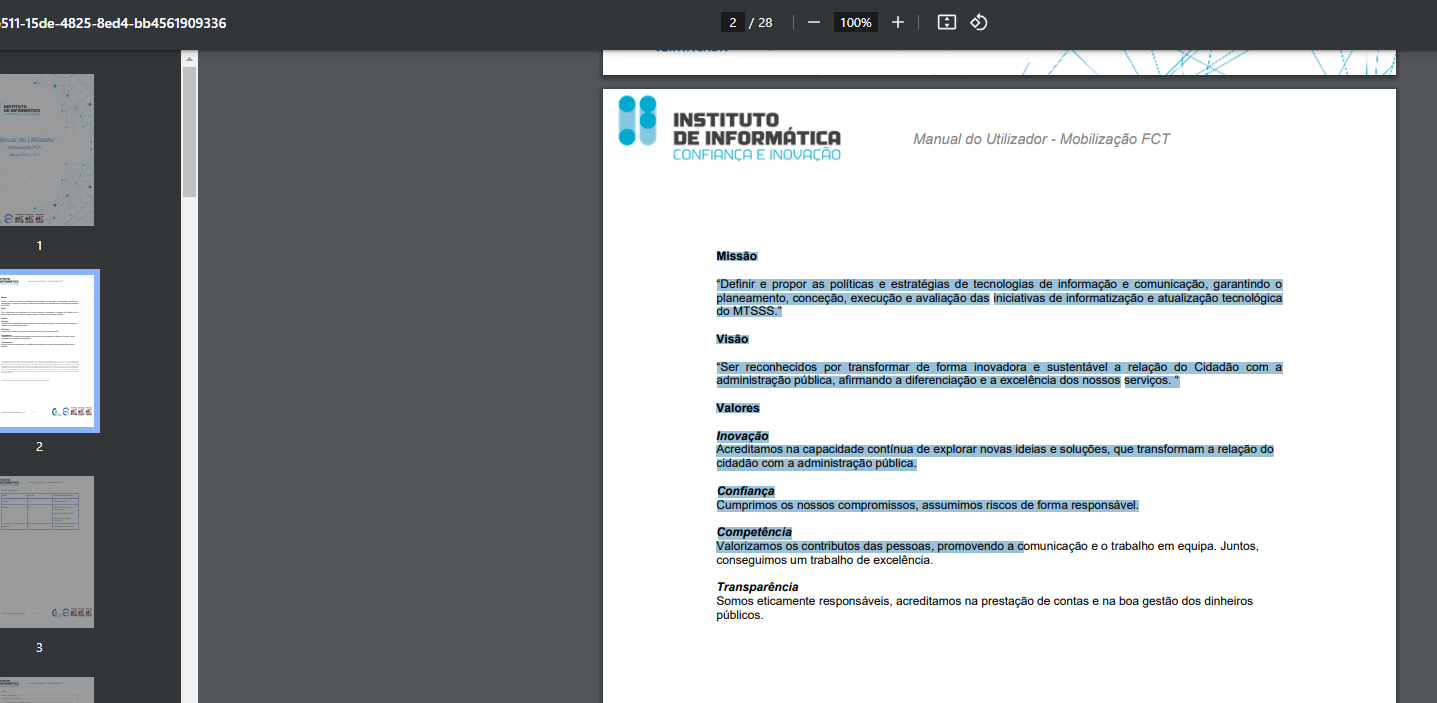 511-15de-4825-8ed4-bb4561909336
2 / 28
100%
INSTITUTO
DE INFORMÁTICA
CONFIANÇA E INOVAÇÃO
Manual do Utilizador - Mobilização FCT
Missão
“Definir e propor as políticas e estratégias de tecnologias de informação e comunicação, garantindo o
planeamento, conceção, execução e avaliação das iniciativas de informatização e atualização tecnológica
do MTSSS.”
Visão
“Ser reconhecidos por transformar de forma inovadora e sustentável a relação do Cidadão com a
administração pública, afirmando a diferenciação e a excelência dos nossos serviços. “
Valores
Inovação
Acreditamos na capacidade contínua de explorar novas ideias e soluções, que transformam a relação do
cidadão com a administração pública.
Confiança
Cumprimos os nossos compromissos, assumimos riscos de forma responsável.
Competência
Valorizamos os contributos das pessoas, promovendo a comunicação e o trabalho em equipa. Juntos,
conseguimos um trabalho de excelência.
Transparência
Somos eticamente responsáveis, acreditamos na prestação de contas e na boa gestão dos dinheiros
públicos.
INSTITUTO
DE INFORMÁTICA
Manual do Utilizador
1
2
3